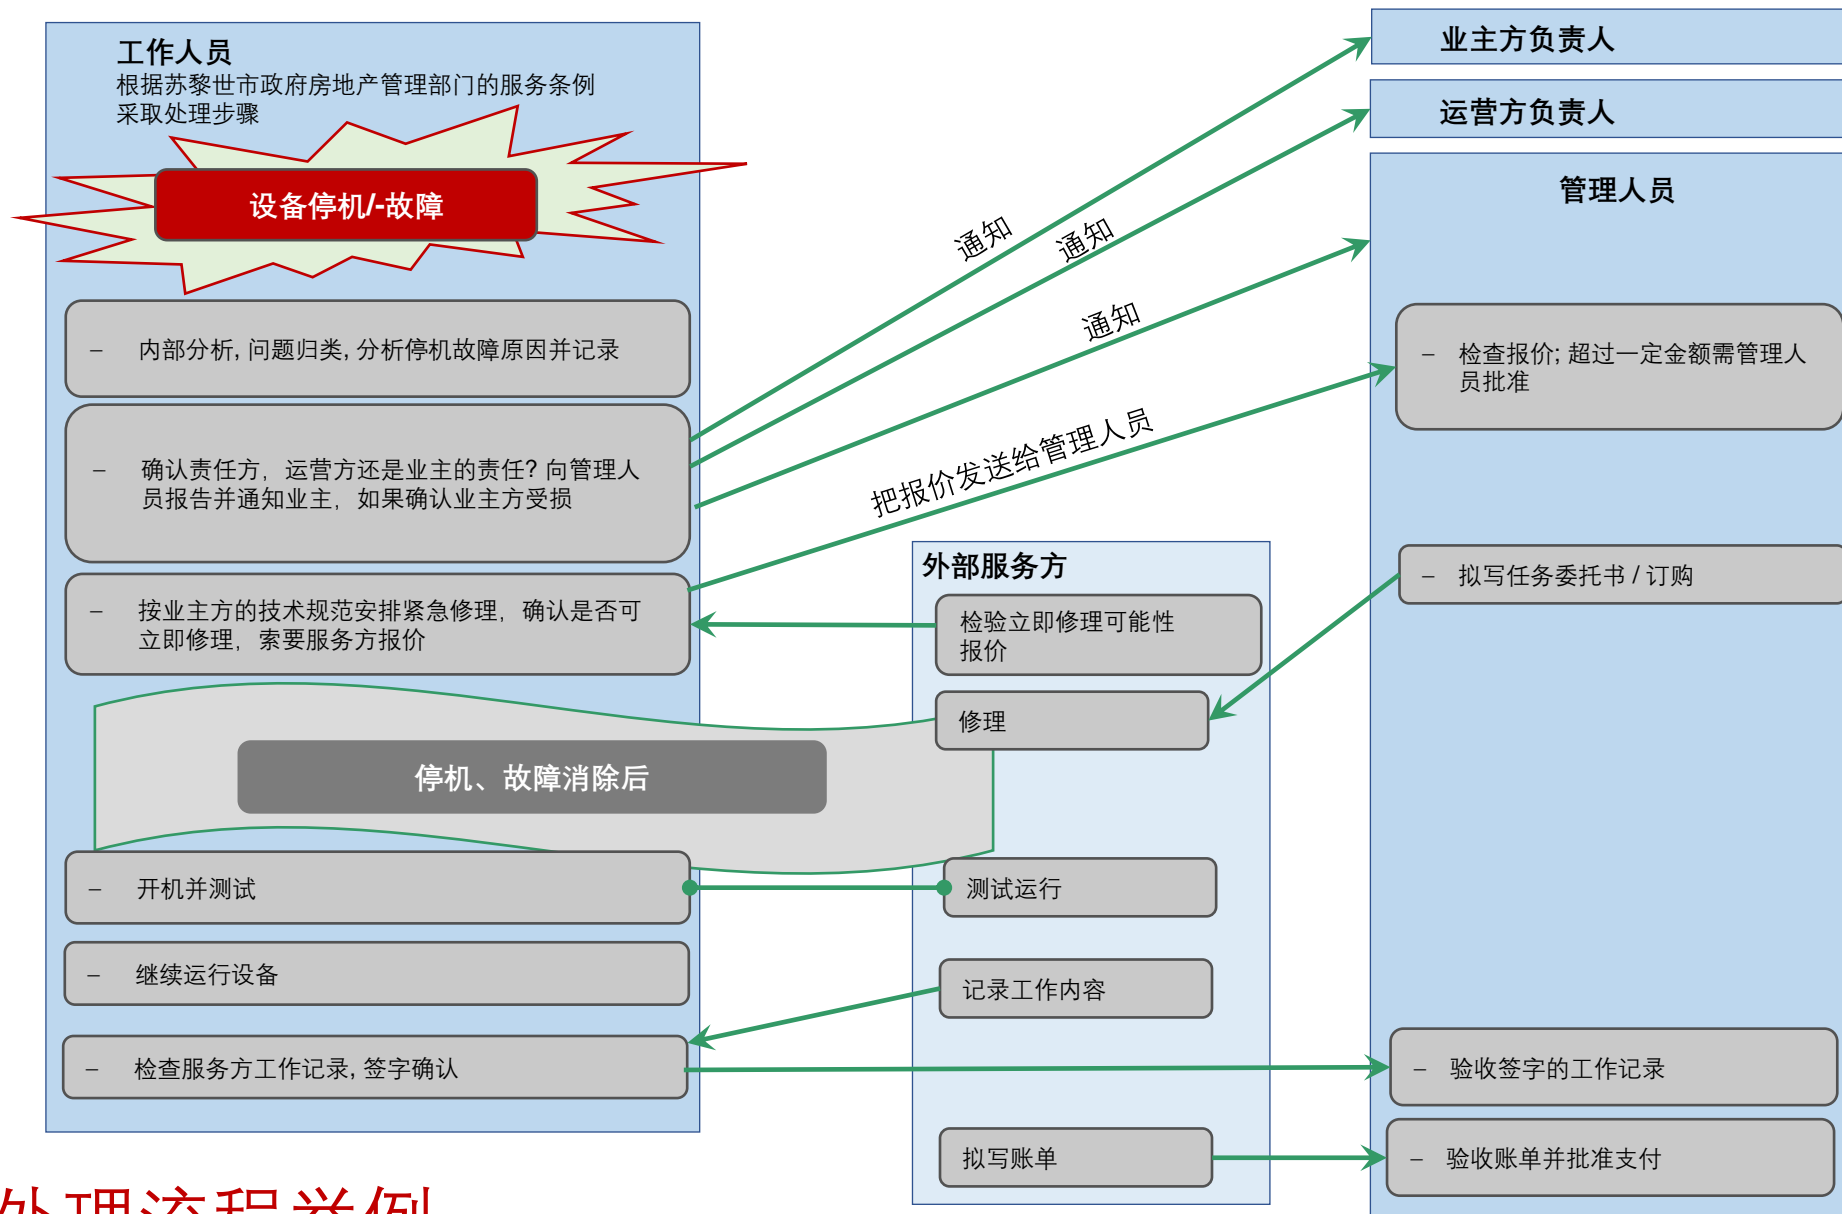 工作人员
根据苏黎世市政府房地产管理部门的服务条例
采取处理步骤
设备停机/-故障
– 内部分析, 问题归类, 分析停机故障原因并记录
– 确认责任方, 运营方还是业主的责任? 向管理人
员报告并通知业主, 如果确认业主方受损
– 按业主方的技术规范安排紧急修理, 确认是否可
立即修理, 索要服务方报价
停机、故障消除后
– 开机并测试
– 继续运行设备
– 检查服务方工作记录, 签字确认
通知
通知
通知
把报价发送给管理人员
外部服务方
检验立即修理可能性
报价
修理
测试运行
记录工作内容
拟写账单
业主方负责人
运营方负责人
管理人员
– 检查报价; 超过一定金额需管理人
员批准
– 拟写任务委托书 / 订购
– 验收签字的工作记录
– 验收账单并批准支付
处理流程举例